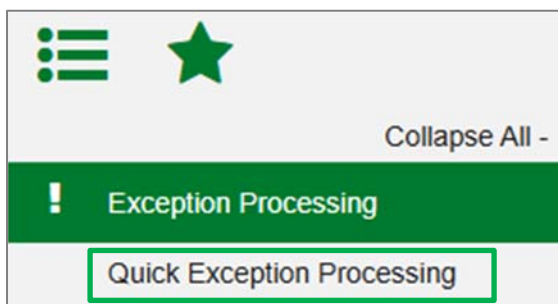 Collapse All -
! Exception Processing
Quick Exception Processing